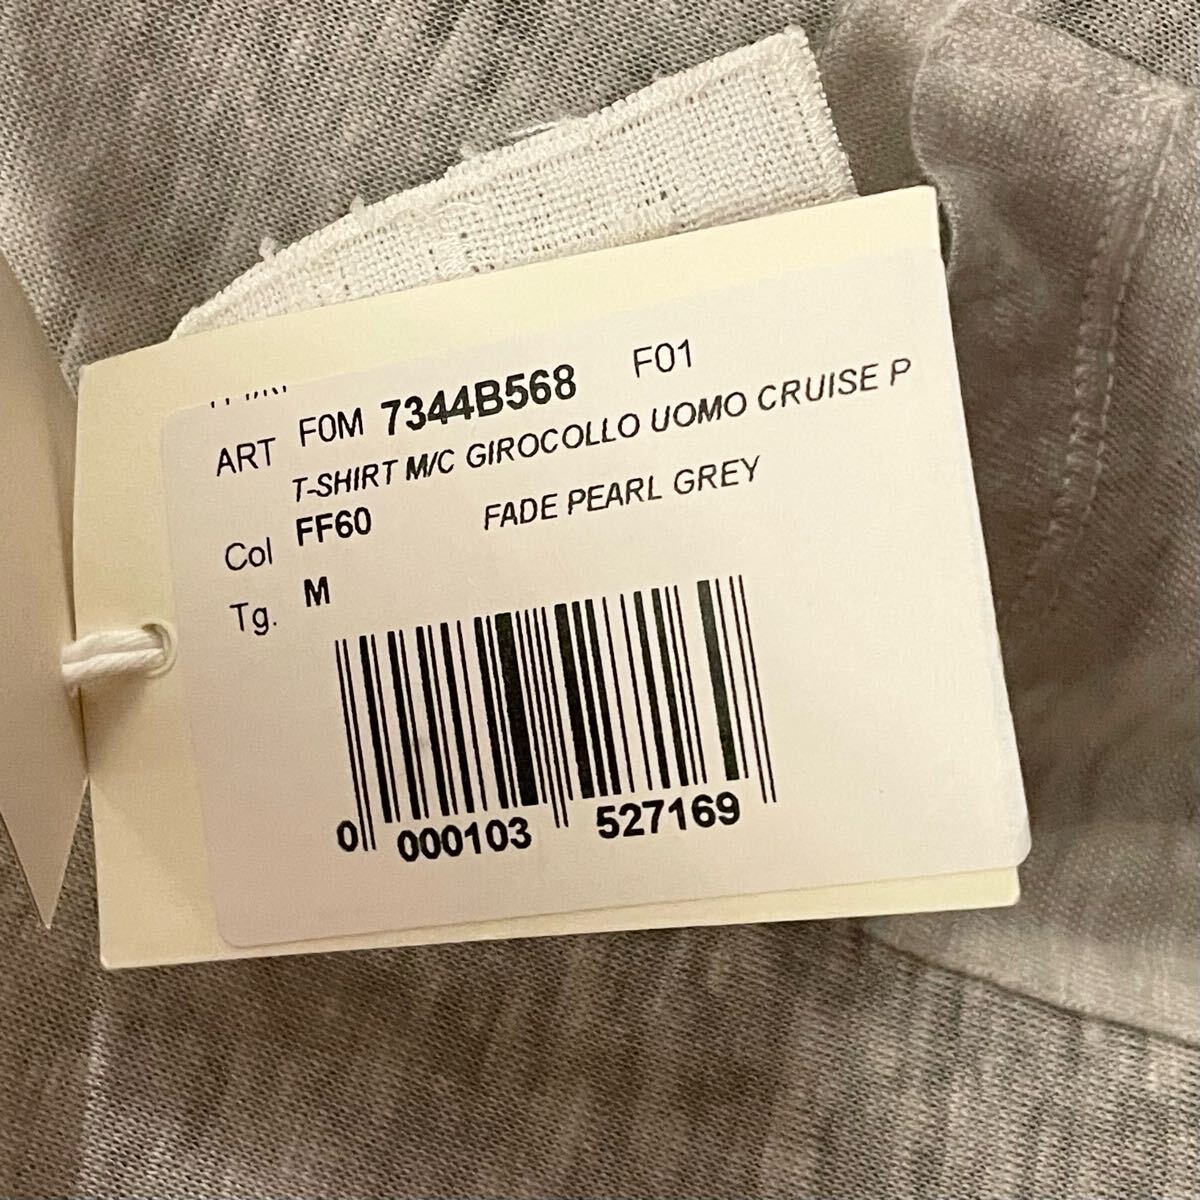 ART F0M 7344B568 F01
T-SHIRT M/C GIROCOLLO UOMO CRUISE P
Col FF60 FADE PEARL GREY
Tg. M
0 000103 527169